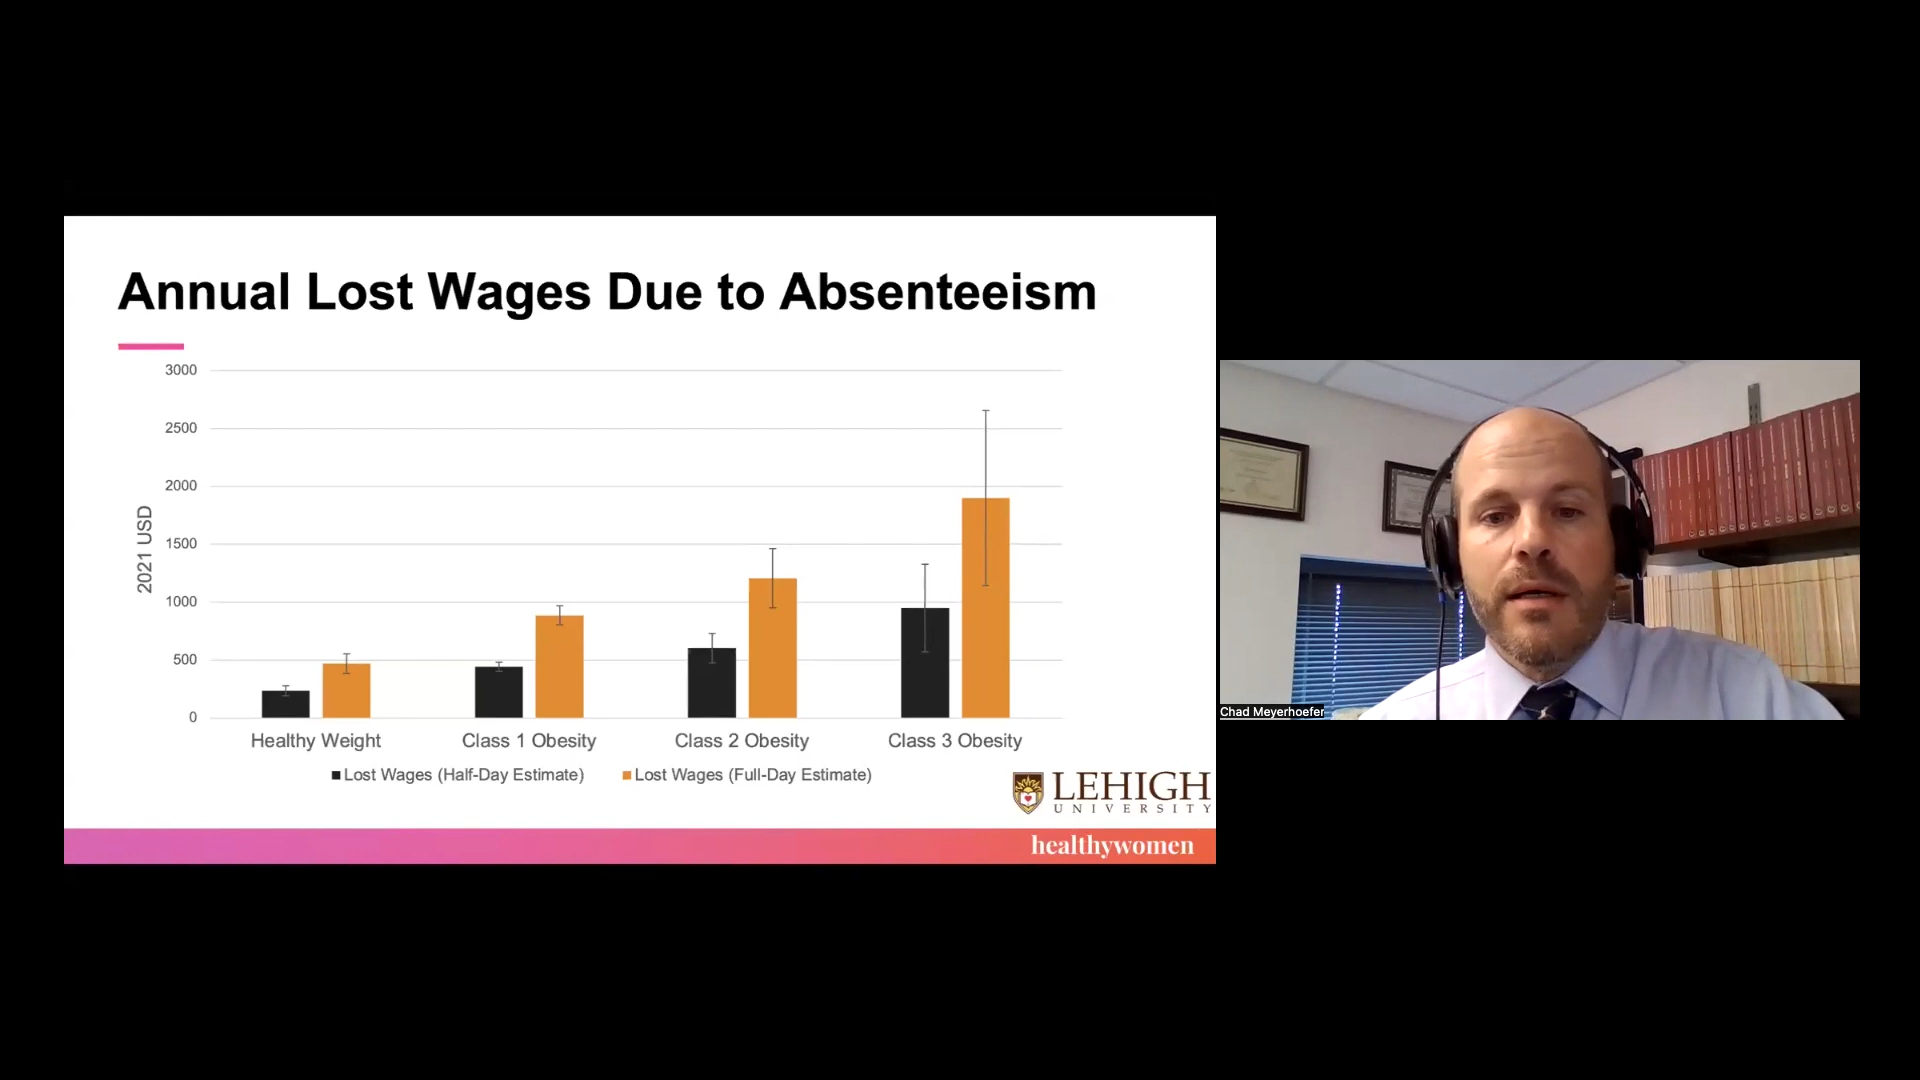 Annual Lost Wages Due to Absenteeism
3000
2500
2000
1500
1000
500
0
2021 USD
Healthy Weight
Class 1 Obesity
Class 2 Obesity
Class 3 Obesity
Lost Wages (Half-Day Estimate)
Lost Wages (Full-Day Estimate)
LEHIGH
UNIVERSITY
healthywomen
Chad Meyerhoefer